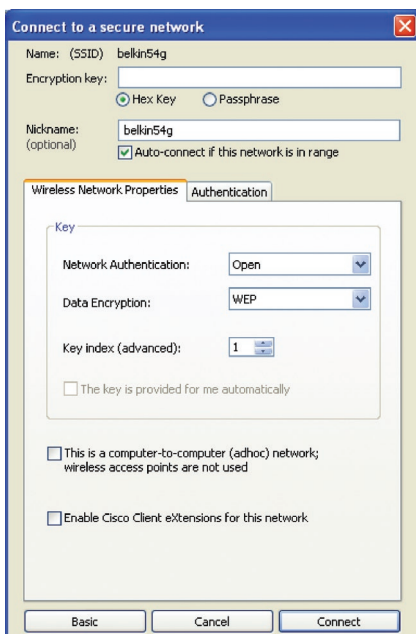 Connect to a secure network
Name: (SSID) belkin54g
Encryption key:
Hex Key Passphrase
Nickname: belkin54g
(optional)
Auto-connect if this network is in range
Wireless Network Properties Authentication
Key
Network Authentication: Open
Data Encryption: WEP
Key index (advanced): 1
The key is provided for me automatically
This is a computer-to-computer (adhoc) network;
wireless access points are not used
Enable Cisco Client eXtensions for this network
Basic Cancel Connect